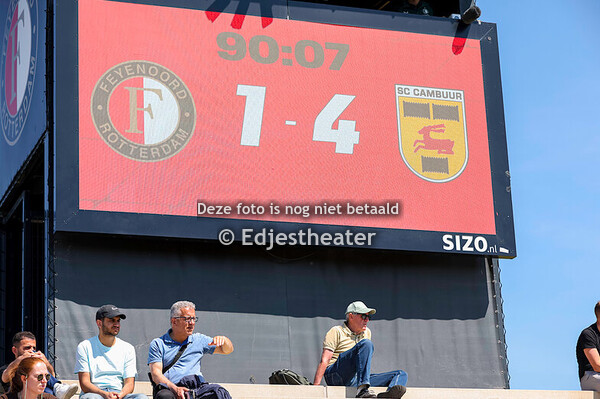 90:07
FEYENOORD
ROTTERDAM
F
1 - 4
SC CAMBUUR
Deze foto is nog niet betaald
© Edjestheater
SIZO.nl